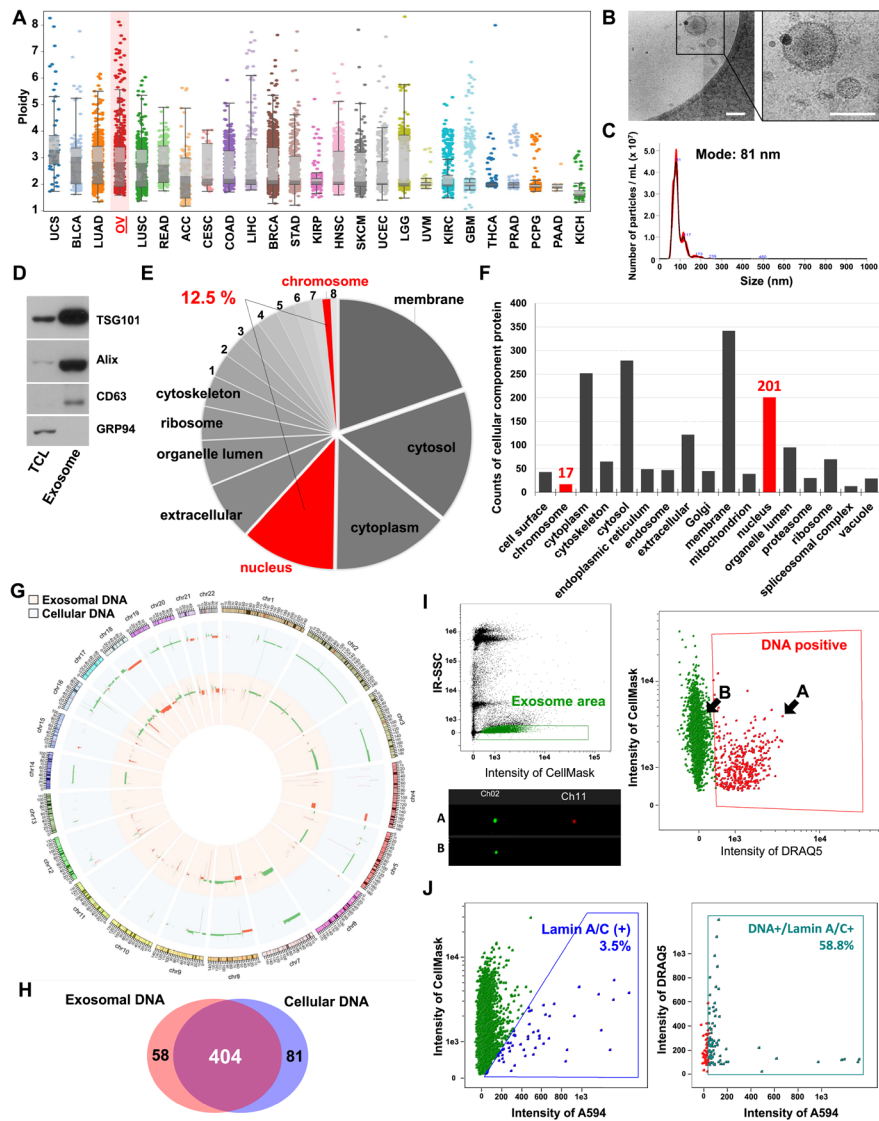 A
Ploidy
8
7
6
5
4
3
2
1
UCS
BLCA
LUAD
OV
LUSC
READ
ACC
CESC
COAD
LIHC
BRCA
STAD
KIRP
HNSC
SKCM
UCEC
LGG
UVM
KIRC
GBM
THCA
PRAD
PCPG
PAAD
KICH
B
C
Mode: 81 nm
Number of particles / mL (x 10⁷)
5.0
4.0
3.0
2.0
1.0
0
0 100 200 300 400 500 600 700 800 900 1000
Size (nm)
D
TSG101
Alix
CD63
GRP94
TCL
Exosome
E
chromosome
12.5 %
membrane
cytosol
cytoplasm
nucleus
extracellular
organelle lumen
ribosome
cytoskeleton
1
2
3
4
5
6
7
8
F
Counts of cellular component protein
400
350
300
250
200
150
100
50
0
17
201
cell surface
chromosome
cytoplasm
cytoskeleton
cytosol
endoplasmic reticulum
endosome
extracellular
Golgi
membrane
mitochondrion
nucleus
organelle lumen
proteasome
ribosome
spliceosomal complex
vacuole
G
Exosomal DNA
Cellular DNA
chr1
chr2
chr3
chr4
chr5
chr6
chr7
chr8
chr9
chr10
chr11
chr12
chr13
chr14
chr15
chr16
chr17
chr18
chr19
chr20
chr21
chr22
H
Exosomal DNA
Cellular DNA
58
404
81
I
IR-SSC
1e6
1e5
1e4
1e3
0
Exosome area
0 1e3 1e4 1e5
Intensity of CellMask
Ch02 Ch11
A
B
Intensity of CellMask
1e4
1e3
0
DNA positive
B
A
0 1e3 1e4
Intensity of DRAQ5
J
Intensity of CellMask
1e4
1e3
0
Lamin A/C (+)
3.5%
0 200 400 600 1e3
Intensity of A594
Intensity of DRAQ5
1e3
800
600
400
200
0
DNA+/Lamin A/C+
58.8%
0 200 400 600 1e3
Intensity of A594